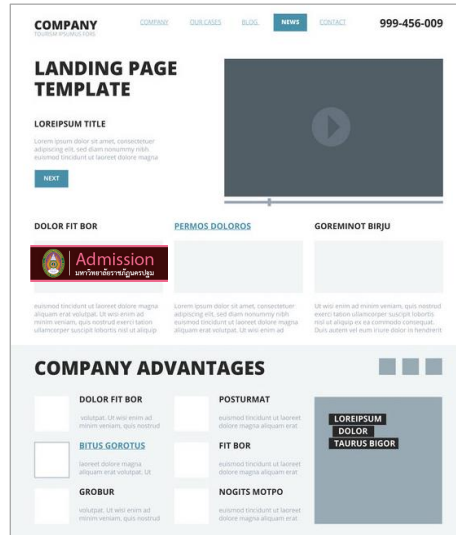 COMPANY
TOURISM IPSUMUS FORS
COMPANY
OUR CASES
BLOG
NEWS
CONTACT
999-456-009
LANDING PAGE
TEMPLATE
LOREIPSUM TITLE
Lorem ipsum dolor sit amet, consectetuer
adipiscing elit, sed diam nonummy nibh
euismod tincidunt ut laoreet dolore magna
NEXT
DOLOR FIT BOR
Admission
มหาวิทยาลัยราชภัฏนครปฐม
euismod tincidunt ut laoreet dolore magna
aliquam erat volutpat. Ut wisi enim ad
minim veniam, quis nostrud exerci tation
ullamcorper suscipit lobortis nisl ut aliquip
PERMOS DOLOROS
Lorem ipsum dolor sit amet, consectetuer
adipiscing elit, sed diam nonummy nibh
euismod tincidunt ut laoreet dolore magna
aliquam erat volutpat. Ut wisi enim ad
GOREMINOT BIRJU
Ut wisi enim ad minim veniam, quis nostrud
exerci tation ullamcorper suscipit lobortis
nisl ut aliquip ex ea commodo consequat.
Duis autem vel eum iriure dolor in hendrerit
COMPANY ADVANTAGES
DOLOR FIT BOR
volutpat. Ut wisi enim ad
minim veniam, quis nostrud
POSTURMAT
euismod tincidunt ut laoreet
dolore magna aliquam erat
BITUS GOROTUS
laoreet dolore magna
aliquam erat volutpat. Ut
FIT BOR
euismod tincidunt ut laoreet
dolore magna aliquam erat
GROBUR
volutpat. Ut wisi enim ad
minim veniam, quis nostrud
NOGITS MOTPO
euismod tincidunt ut laoreet
dolore magna aliquam erat
LOREIPSUM
DOLOR
TAURUS BIGOR